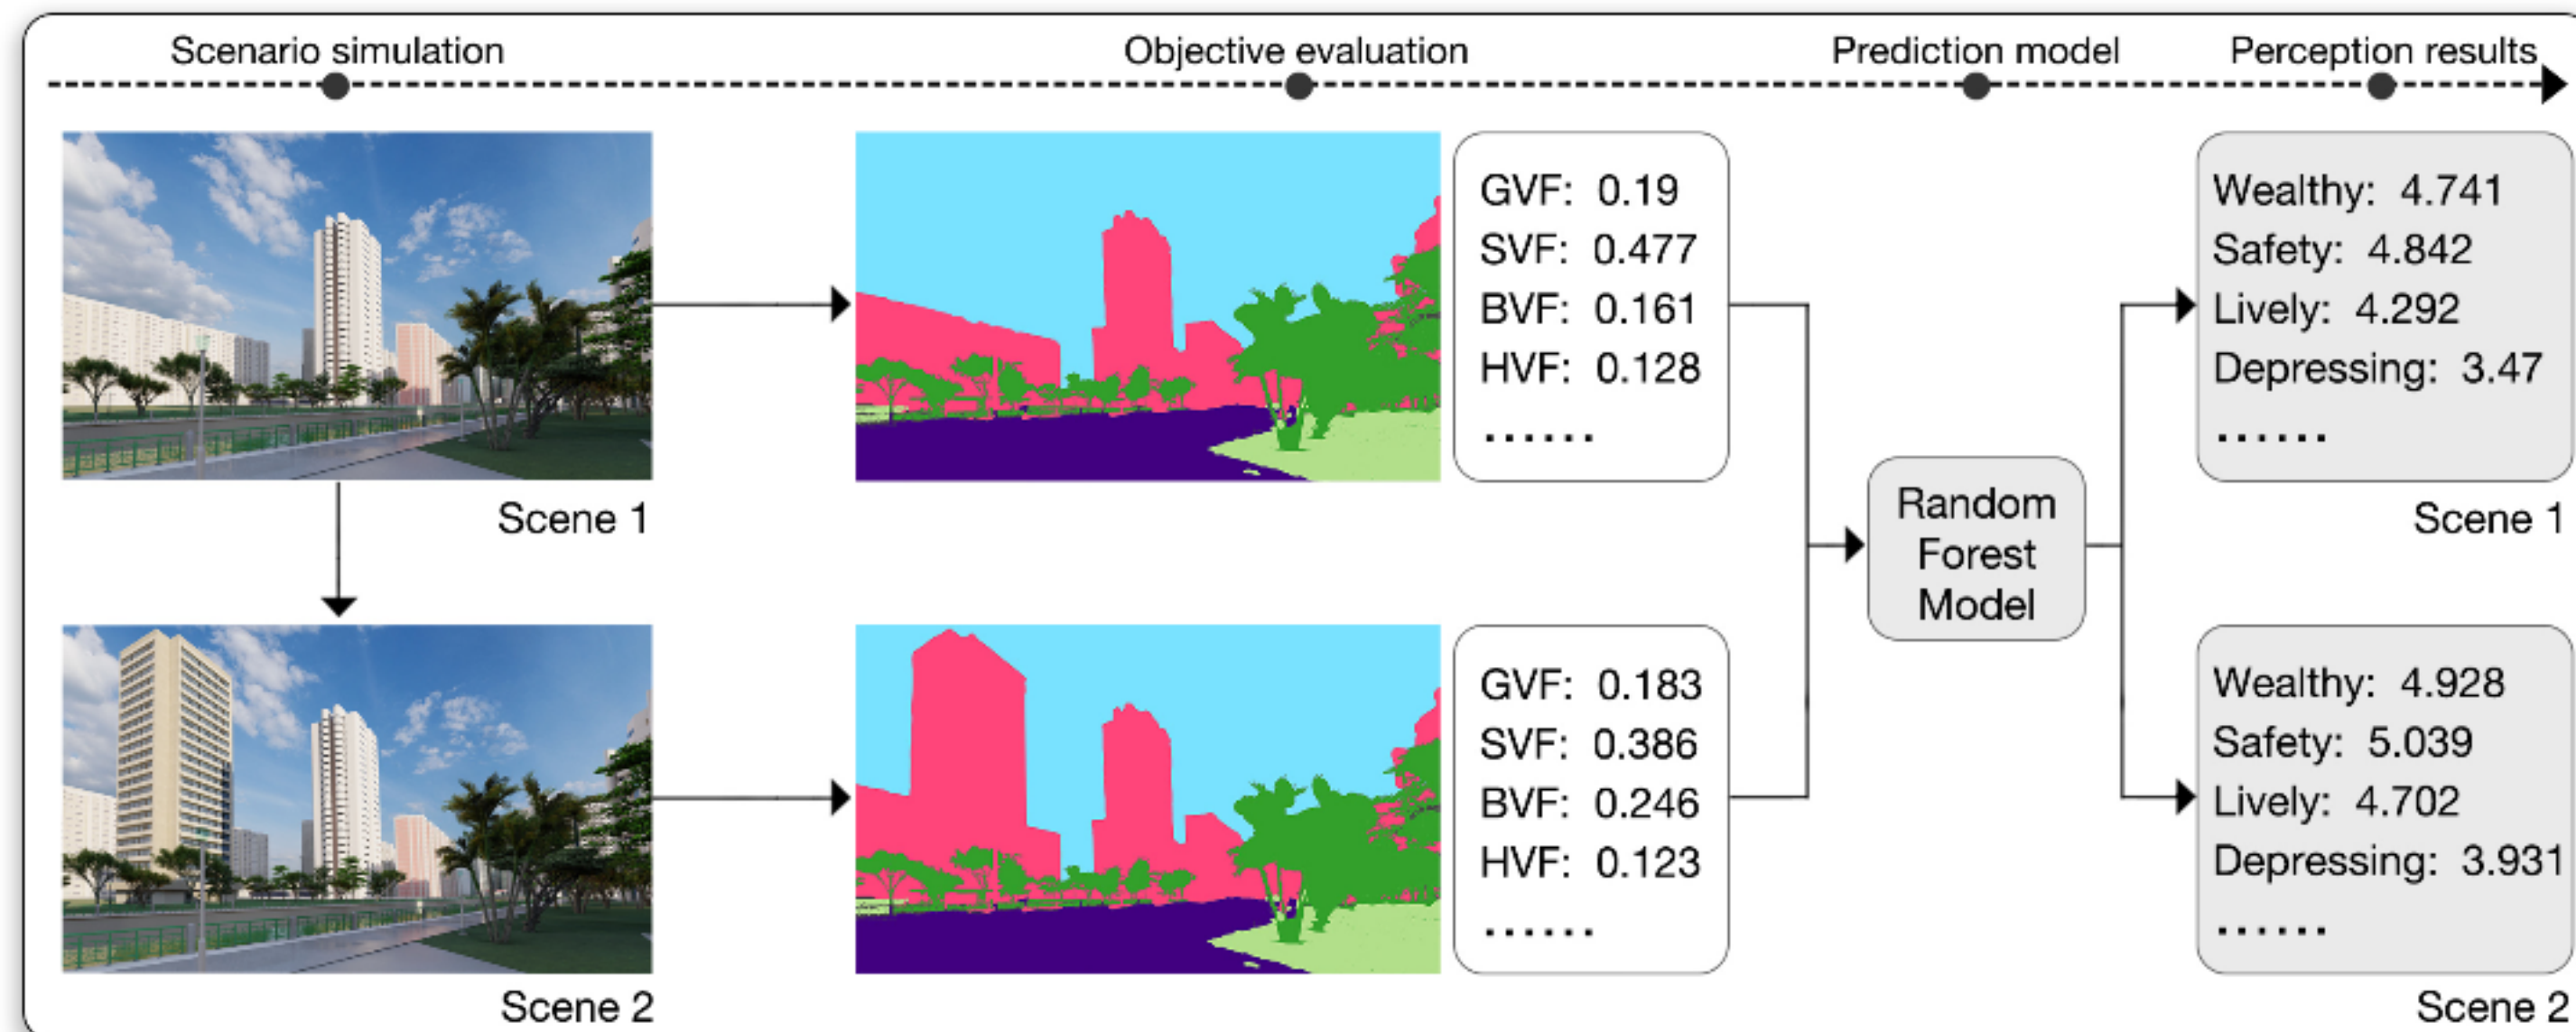 Scenario simulation
Objective evaluation
Prediction model
Perception results
GVF: 0.19
SVF: 0.477
BVF: 0.161
HVF: 0.128
......
Wealthy: 4.741
Safety: 4.842
Lively: 4.292
Depressing: 3.47
......
Scene 1
Scene 1
Random
Forest
Model
GVF: 0.183
SVF: 0.386
BVF: 0.246
HVF: 0.123
......
Wealthy: 4.928
Safety: 5.039
Lively: 4.702
Depressing: 3.931
......
Scene 2
Scene 2